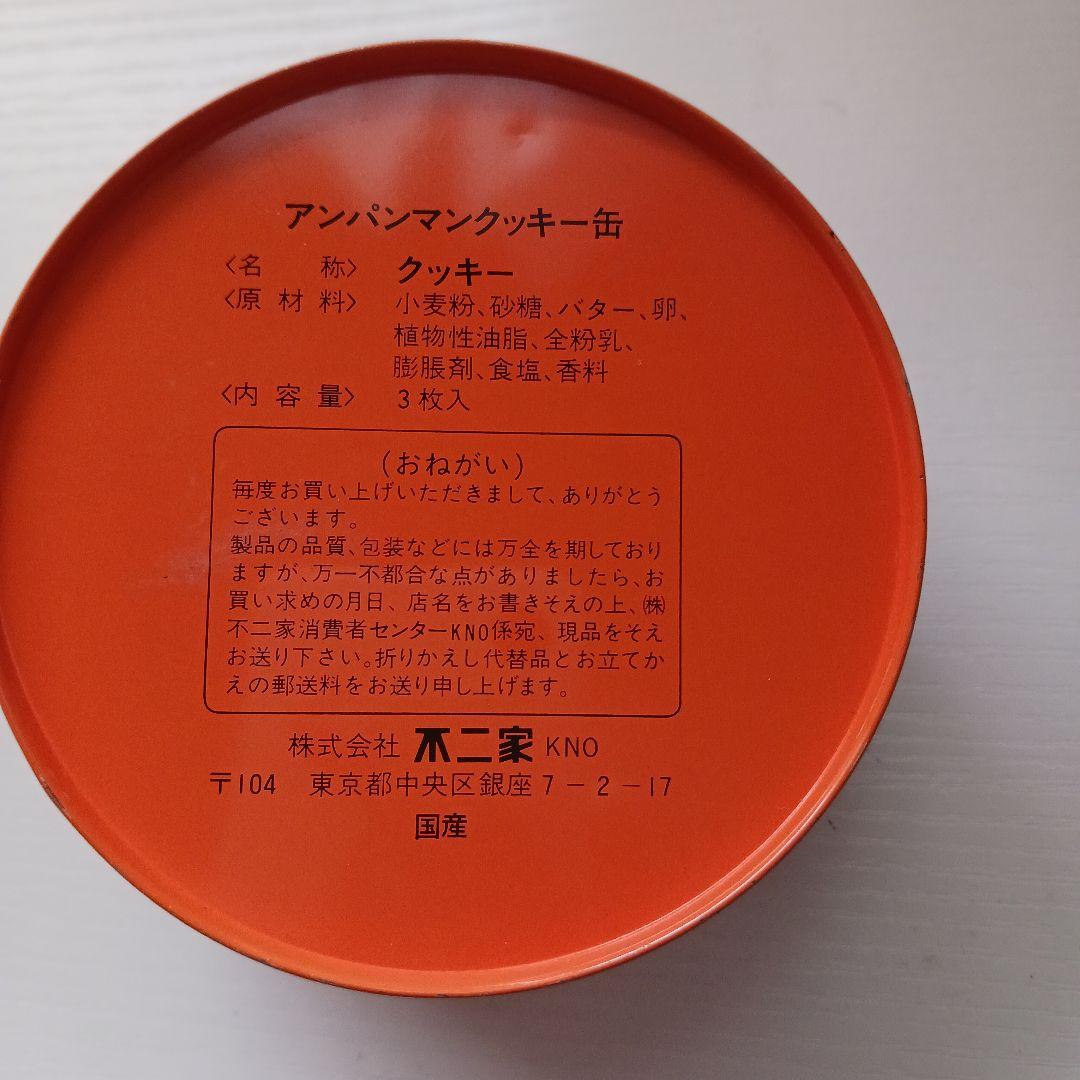 アンパンマンクッキー缶
〈名称〉 クッキー
〈原材料〉 小麦粉、砂糖、バター、卵、
植物性油脂、全粉乳、
膨脹剤、食塩、香料
〈内容量〉 3枚入
(おねがい)
毎度お買い上げいただきまして、ありがとう
ございます。
製品の品質、包装などには万全を期しており
ますが、万一不都合な点がありましたら、お
買い求めの月日、店名をお書きそえの上、㈱
不二家消費者センターKNO係宛、現品をそえ
お送り下さい。折りかえし代替品とお立てか
えの郵送料をお送り申し上げます。
株式会社 不二家 KNO
〒104 東京都中央区銀座7-2-17
国産